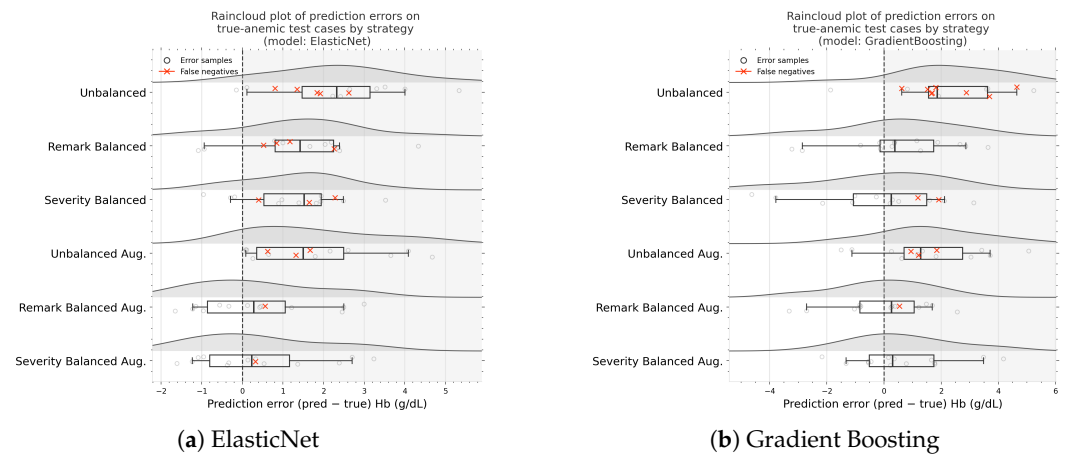 Raincloud plot of prediction errors on
true-anemic test cases by strategy
(model: ElasticNet)
Error samples
False negatives
Unbalanced
Remark Balanced
Severity Balanced
Unbalanced Aug.
Remark Balanced Aug.
Severity Balanced Aug.
−2 −1 0 1 2 3 4 5
Prediction error (pred − true) Hb (g/dL)
(a) ElasticNet
Raincloud plot of prediction errors on
true-anemic test cases by strategy
(model: GradientBoosting)
Error samples
False negatives
Unbalanced
Remark Balanced
Severity Balanced
Unbalanced Aug.
Remark Balanced Aug.
Severity Balanced Aug.
−4 −2 0 2 4 6
Prediction error (pred − true) Hb (g/dL)
(b) Gradient Boosting